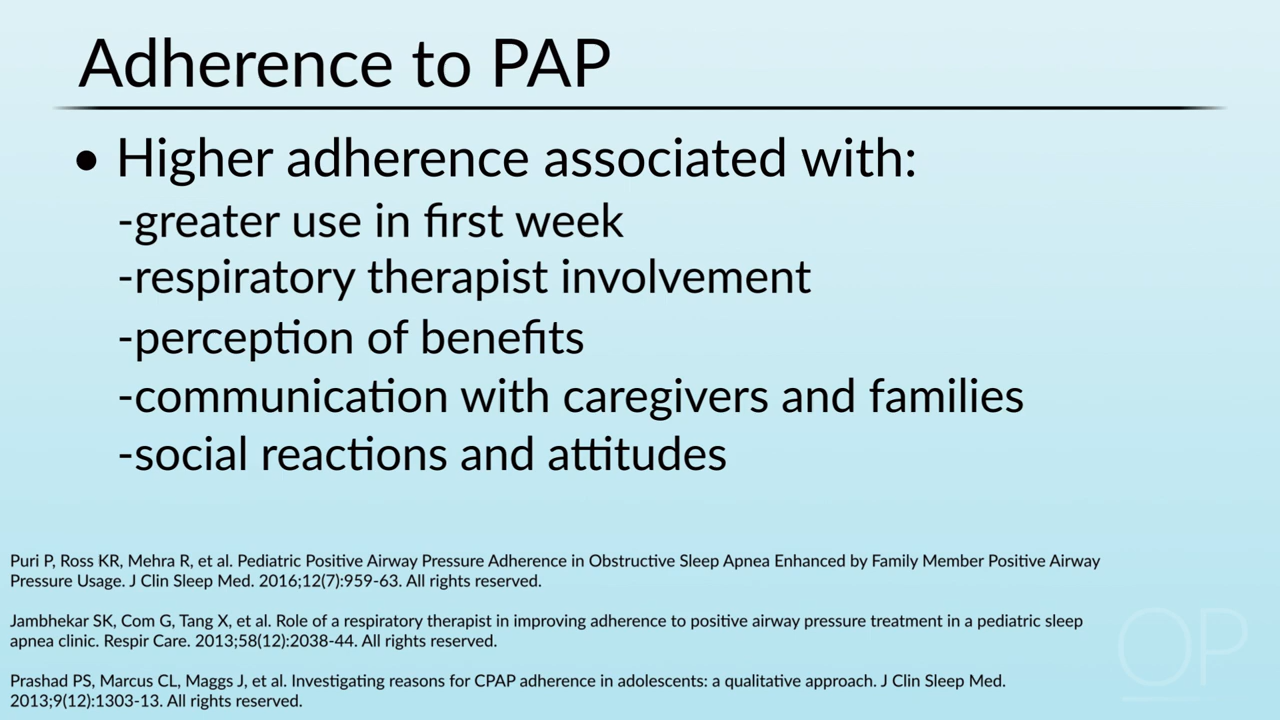 Adherence to PAP
• Higher adherence associated with:
-greater use in first week
-respiratory therapist involvement
-perception of benefits
-communication with caregivers and families
-social reactions and attitudes
Puri P, Ross KR, Mehra R, et al. Pediatric Positive Airway Pressure Adherence in Obstructive Sleep Apnea Enhanced by Family Member Positive Airway
Pressure Usage. J Clin Sleep Med. 2016;12(7):959-63. All rights reserved.
Jambhekar SK, Com G, Tang X, et al. Role of a respiratory therapist in improving adherence to positive airway pressure treatment in a pediatric sleep
apnea clinic. Respir Care. 2013;58(12):2038-44. All rights reserved.
Prashad PS, Marcus CL, Maggs J, et al. Investigating reasons for CPAP adherence in adolescents: a qualitative approach. J Clin Sleep Med.
2013;9(12):1303-13. All rights reserved.
OP